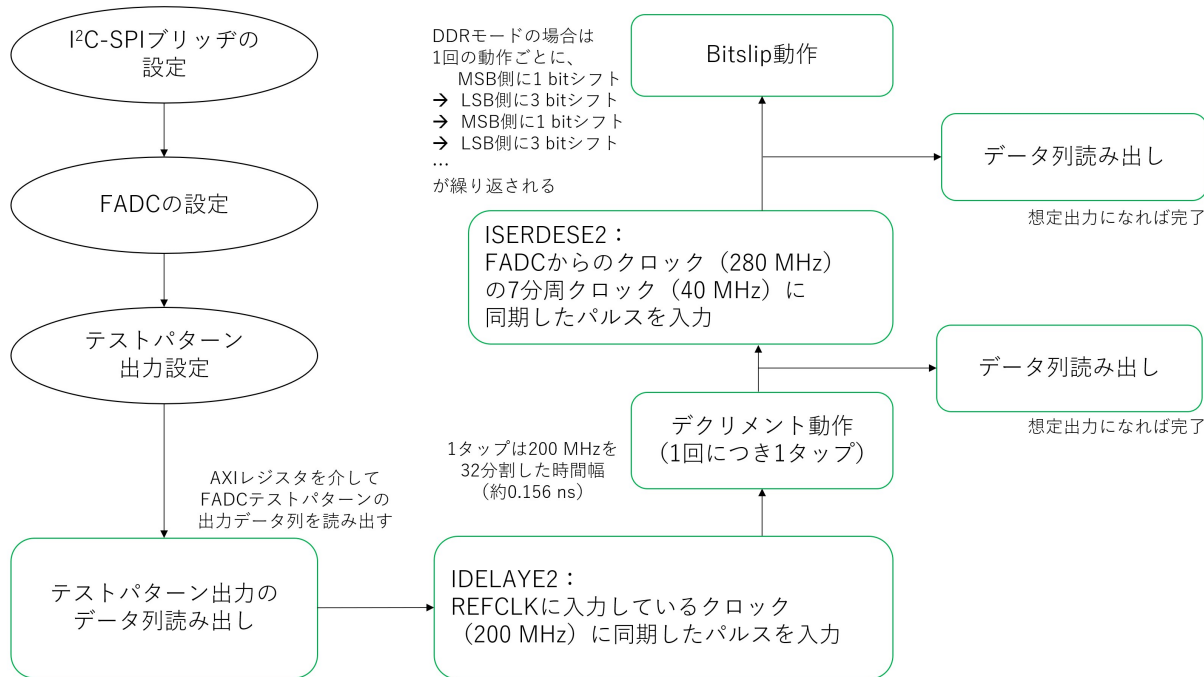 I²C-SPIブリッヂの
設定
FADCの設定
テストパターン
出力設定
AXIレジスタを介して
FADCテストパターンの
出力データ列を読み出す
テストパターン出力の
データ列読み出し
IDELAYE2：
REFCLKに入力しているクロック
（200 MHz）に同期したパルスを入力
1タップは200 MHzを
32分割した時間幅
（約0.156 ns）
デクリメント動作
（1回につき1タップ）
データ列読み出し
想定出力になれば完了
ISERDESE2：
FADCからのクロック（280 MHz）
の7分周クロック（40 MHz）に
同期したパルスを入力
DDRモードの場合は
1回の動作ごとに、
MSB側に1 bitシフト
→ LSB側に3 bitシフト
→ MSB側に1 bitシフト
→ LSB側に3 bitシフト
…
が繰り返される
Bitslip動作
データ列読み出し
想定出力になれば完了